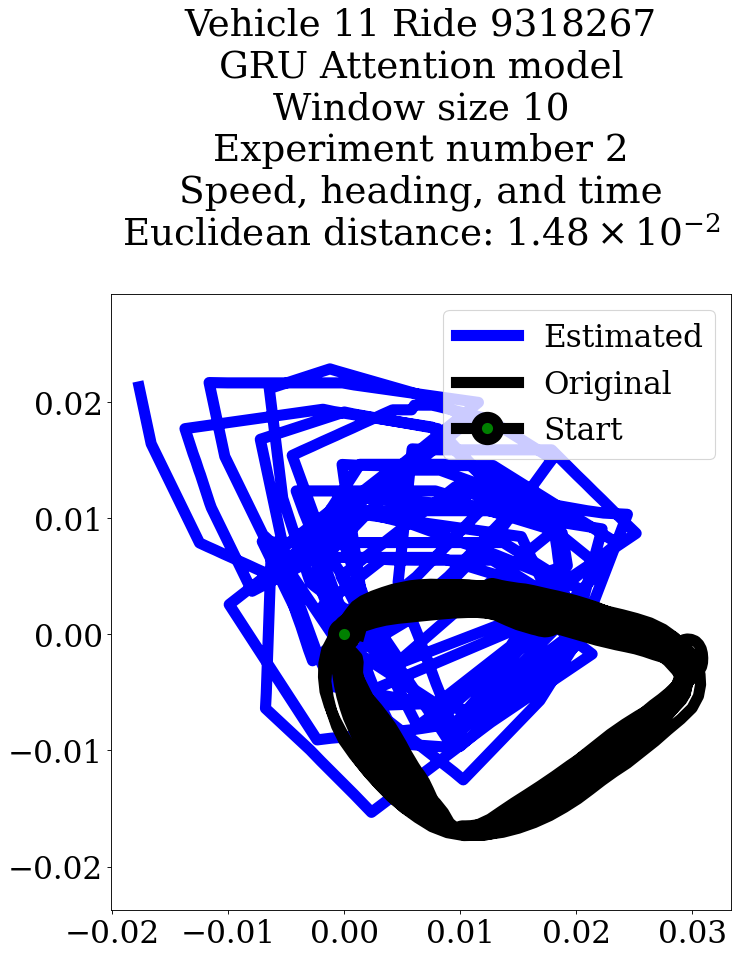 Vehicle 11 Ride 9318267
GRU Attention model
Window size 10
Experiment number 2
Speed, heading, and time
Euclidean distance: 1.48 × 10⁻²
Estimated
Original
Start
0.02
0.01
0.00
−0.01
−0.02
−0.02 −0.01 0.00 0.01 0.02 0.03